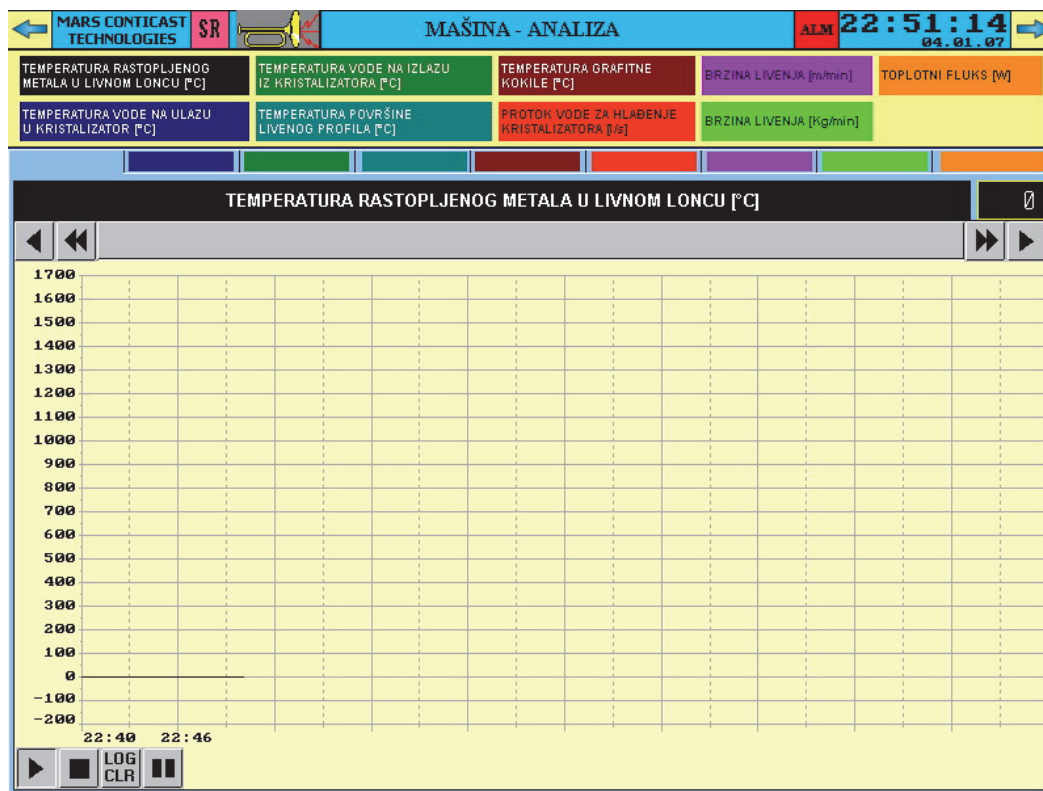 MARS CONTICAST
TECHNOLOGIES
SR
MAŠINA - ANALIZA
ALM
22:51:14
04.01.07
TEMPERATURA RASTOPLJENOG
METALA U LIVNOM LONCU [°C]
TEMPERATURA VODE NA IZLAZU
IZ KRISTALIZATORA [°C]
TEMPERATURA GRAFITNE
KOKILE [°C]
BRZINA LIVENJA [m/min]
TOPLOTNI FLUKS [W]
TEMPERATURA VODE NA ULAZU
U KRISTALIZATOR [°C]
TEMPERATURA POVRŠINE
LIVENOG PROFILA [°C]
PROTOK VODE ZA HLAĐENJE
KRISTALIZATORA [l/s]
BRZINA LIVENJA [Kg/min]
TEMPERATURA RASTOPLJENOG METALA U LIVNOM LONCU [°C]
0
1700
1600
1500
1400
1300
1200
1100
1000
900
800
700
600
500
400
300
200
100
0
-100
-200
22:40 22:46
LOG
CLR